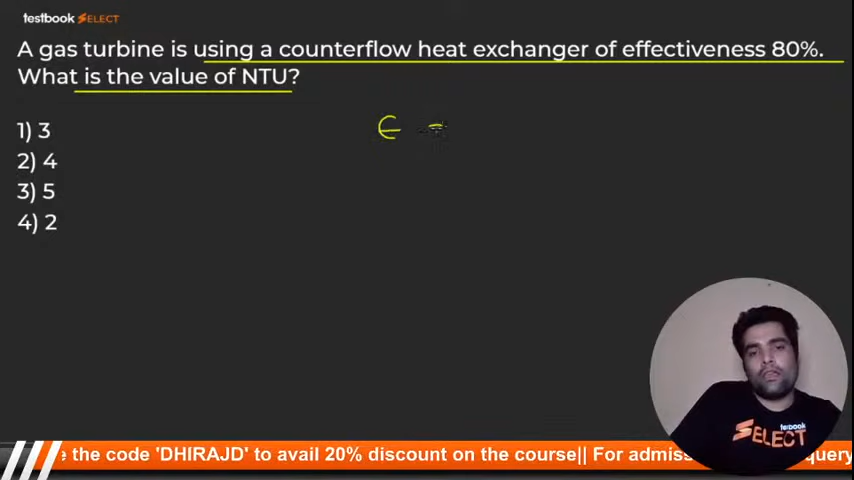 testbook SELECT
A gas turbine is using a counterflow heat exchanger of effectiveness 80%.
What is the value of NTU?
1) 3
2) 4
3) 5
4) 2
∈ =
testbook
SELECT
e the code 'DHIRAJD' to avail 20% discount on the course|| For admiss
query